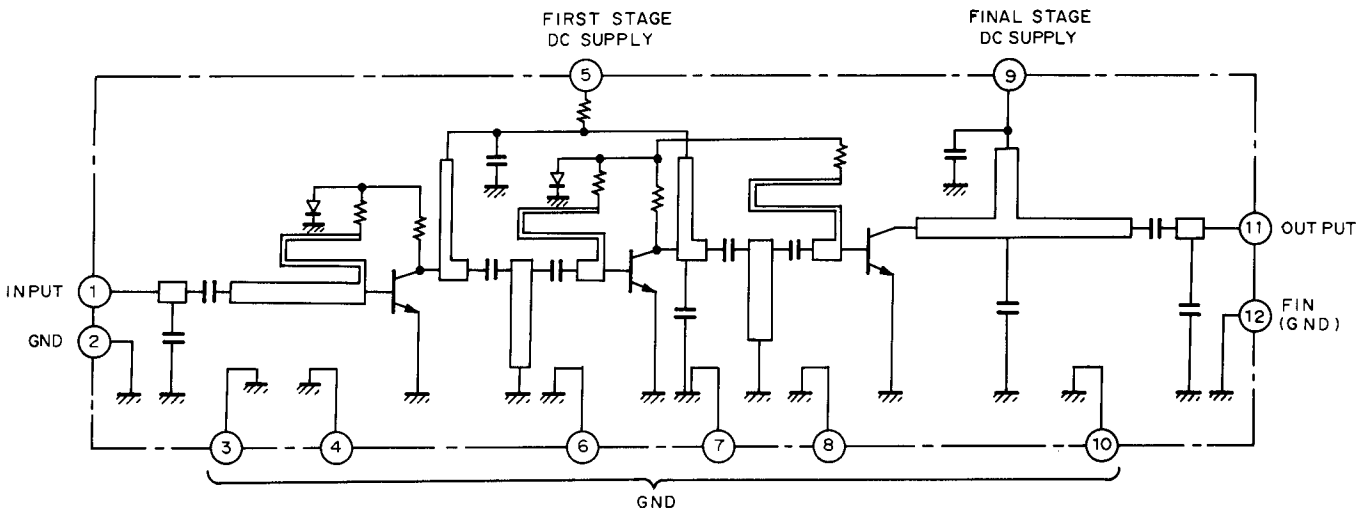 FIRST STAGE
DC SUPPLY
FINAL STAGE
DC SUPPLY
5
9
INPUT
1
GND
2
11
OUTPUT
12
FIN
(GND)
3
4
6
7
8
10
GND